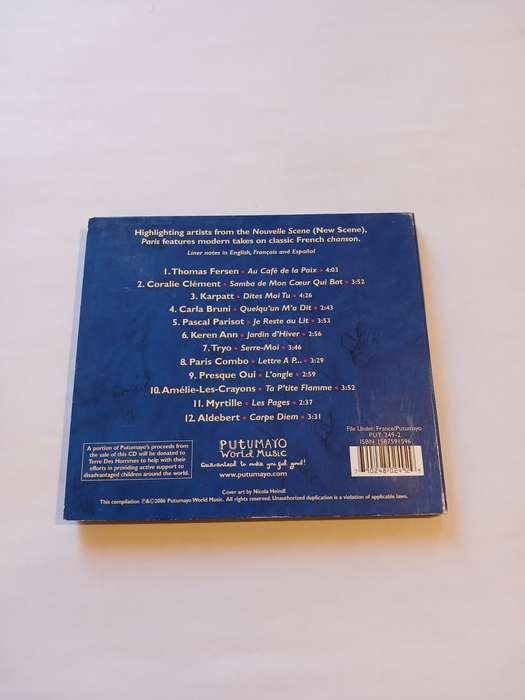 Highlighting artists from the Nouvelle Scene (New Scene),
Paris features modern takes on classic French chanson.
Liner notes in English, Français and Español
1. Thomas Fersen • Au Café de la Paix • 4:03
2. Coralie Clément • Samba de Mon Cœur Qui Bat • 3:52
3. Karpatt • Dites Moi Tu • 4:26
4. Carla Bruni • Quelqu'un M'a Dit • 2:43
5. Pascal Parisot • Je Reste au Lit • 3:53
6. Keren Ann • Jardin d'Hiver • 2:56
7. Tryo • Serre-Moi • 3:46
8. Paris Combo • Lettre A P... • 3:29
9. Presque Oui • L'ongle • 2:59
10. Amélie-Les-Crayons • Ta P'tite Flamme • 3:52
11. Myrtille • Les Pages • 2:37
12. Aldebert • Carpe Diem • 3:31
A portion of Putumayo's proceeds from
the sale of this CD will be donated to
Terre Des Hommes to help with their
efforts in providing active support to
disadvantaged children around the world.
PUTUMAYO
World Music
Guaranteed to make you feel good!
www.putumayo.com
File Under: France/Putumayo
PUT 249-2
ISBN 1587591596
Cover art by Nicola Heindl
This compilation ℗&©2006 Putumayo World Music. All rights reserved. Unauthorized duplication is a violation of applicable laws.